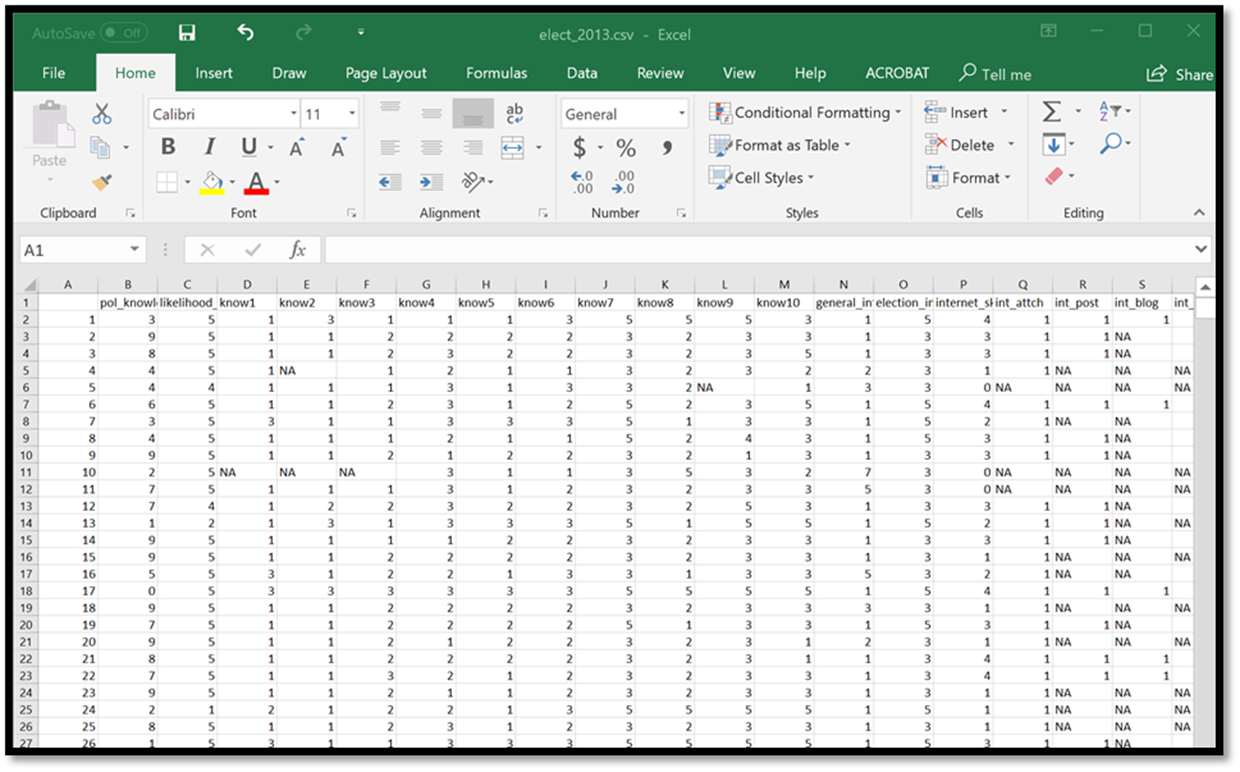 AutoSave Off elect_2013.csv - Excel
File Home Insert Draw Page Layout Formulas Data Review View Help ACROBAT Tell me Share
Paste
Calibri 11
B I U A A
A
ab
General
$ % ,
.0 .00
.00 .0
Conditional Formatting
Format as Table
Cell Styles
Insert
Delete
Format
Σ
A Z
Clipboard Font Alignment Number Styles Cells Editing
A1 fx
A B C D E F G H I J K L M N O P Q R S
1 pol_knowl likelihood_ know1 know2 know3 know4 know5 know6 know7 know8 know9 know10 general_in election_in internet_sk int_attch int_post int_blog int_
2 1 3 5 1 3 1 1 1 3 5 5 5 3 1 5 4 1 1 1
3 2 9 5 1 1 2 2 2 2 3 2 3 3 1 3 3 1 1 NA
4 3 8 5 1 1 2 3 2 2 3 2 3 5 1 3 3 1 1 NA
5 4 4 5 1 NA 1 2 1 1 3 2 3 2 2 3 1 1 NA NA NA
6 5 4 4 1 1 1 3 1 3 3 2 NA 1 3 3 0 NA NA NA NA
7 6 6 5 1 1 2 3 1 2 5 2 3 5 1 5 4 1 1 1
8 7 3 5 3 1 1 3 3 3 5 1 3 3 1 5 2 1 NA NA
9 8 4 5 1 1 1 2 1 1 5 2 4 3 1 5 3 1 1 NA
10 9 9 5 1 1 2 1 2 2 3 2 1 3 1 3 3 1 1 NA
11 10 2 5 NA NA NA 3 1 1 3 5 3 2 7 3 0 NA NA NA NA
12 11 7 5 1 1 1 3 1 2 3 2 3 3 5 3 0 NA NA NA NA
13 12 7 4 1 2 2 3 2 2 3 2 5 3 1 3 3 1 1 NA
14 13 1 2 1 3 1 3 3 3 5 1 5 5 1 5 2 1 1 NA NA
15 14 9 5 1 1 1 1 2 2 3 2 3 3 1 3 3 1 1 NA
16 15 9 5 1 1 2 2 2 2 3 2 3 3 1 3 1 1 NA NA NA
17 16 5 5 3 1 2 2 1 3 3 1 3 3 5 3 2 1 NA NA
18 17 0 5 3 3 3 3 3 3 5 5 5 5 1 5 4 1 1 1
19 18 9 5 1 1 2 2 2 2 3 2 3 3 3 3 1 1 NA NA NA
20 19 7 5 1 1 2 2 2 2 5 1 3 3 1 5 3 1 1 NA
21 20 9 5 1 1 2 1 2 2 3 2 3 1 2 3 1 1 NA NA NA
22 21 8 5 1 1 2 2 2 2 3 2 3 1 1 3 4 1 1 1
23 22 7 5 1 1 3 2 1 2 3 2 3 3 1 3 4 1 1 1
24 23 9 5 1 1 2 1 1 2 3 2 3 3 1 3 1 1 NA NA NA
25 24 2 1 2 1 2 2 1 3 5 5 5 5 1 5 1 1 NA NA NA
26 25 8 5 1 1 2 3 1 2 3 2 3 3 1 3 1 1 NA NA NA
27 26 1 5 3 1 1 3 3 3 5 5 5 5 1 5 3 1 1 NA